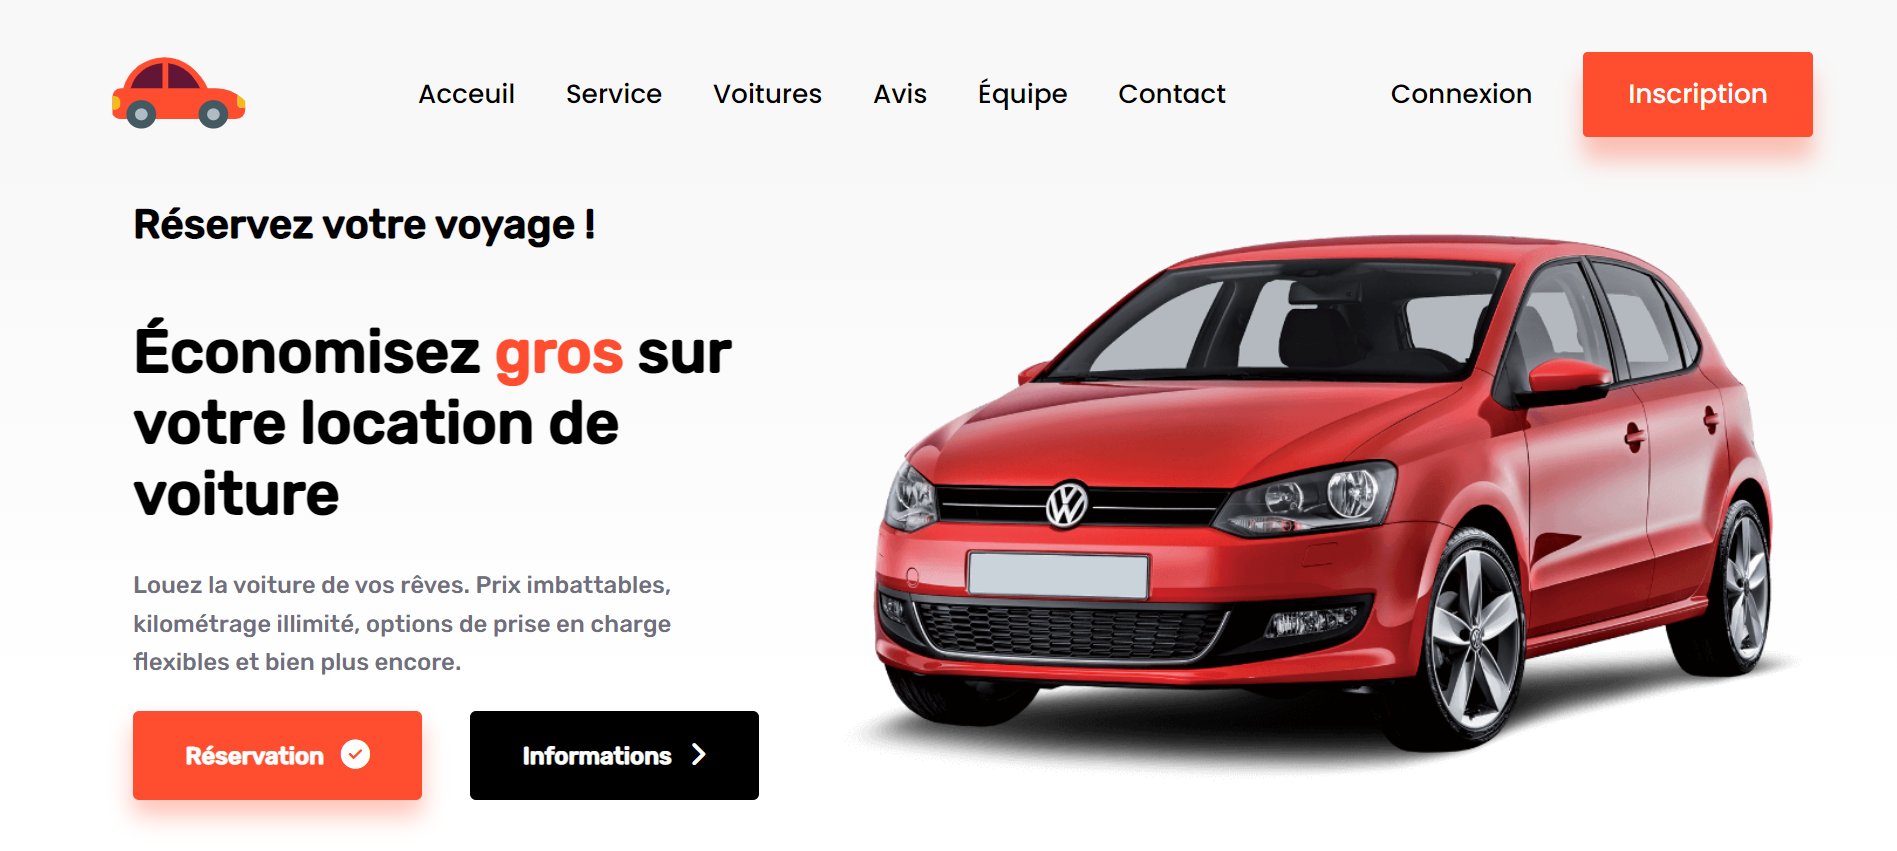 Acceuil Service Voitures Avis Équipe Contact Connexion Inscription
Réservez votre voyage !
Économisez gros sur
votre location de
voiture
Louez la voiture de vos rêves. Prix imbattables,
kilométrage illimité, options de prise en charge
flexibles et bien plus encore.
Réservation
Informations